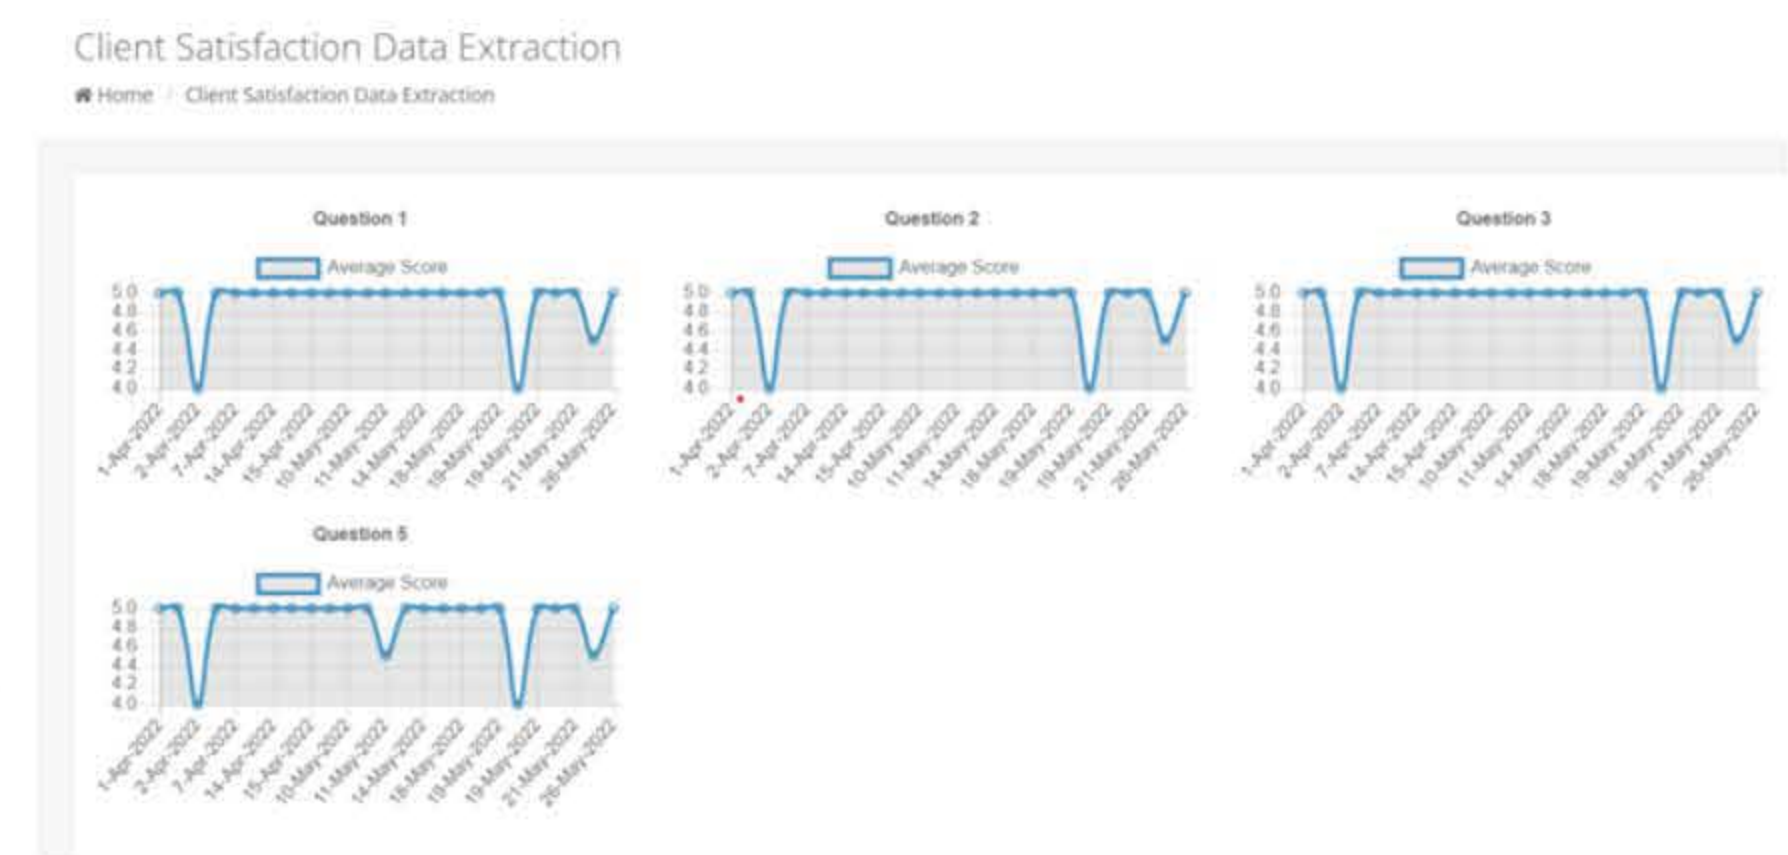 Client Satisfaction Data Extraction
Home / Client Satisfaction Data Extraction
Question 1
Average Score
5.0
4.8
4.6
4.4
4.2
4.0
1-Apr-2022
2-Apr-2022
7-Apr-2022
14-Apr-2022
15-Apr-2022
10-May-2022
11-May-2022
14-May-2022
18-May-2022
19-May-2022
19-May-2022
21-May-2022
26-May-2022
Question 2
Average Score
5.0
4.8
4.6
4.4
4.2
4.0
1-Apr-2022
2-Apr-2022
7-Apr-2022
14-Apr-2022
15-Apr-2022
10-May-2022
11-May-2022
14-May-2022
18-May-2022
19-May-2022
19-May-2022
21-May-2022
26-May-2022
Question 3
Average Score
5.0
4.8
4.6
4.4
4.2
4.0
1-Apr-2022
2-Apr-2022
7-Apr-2022
14-Apr-2022
15-Apr-2022
10-May-2022
11-May-2022
14-May-2022
18-May-2022
19-May-2022
19-May-2022
21-May-2022
26-May-2022
Question 5
Average Score
5.0
4.8
4.6
4.4
4.2
4.0
1-Apr-2022
2-Apr-2022
7-Apr-2022
14-Apr-2022
15-Apr-2022
10-May-2022
11-May-2022
14-May-2022
18-May-2022
19-May-2022
19-May-2022
21-May-2022
26-May-2022